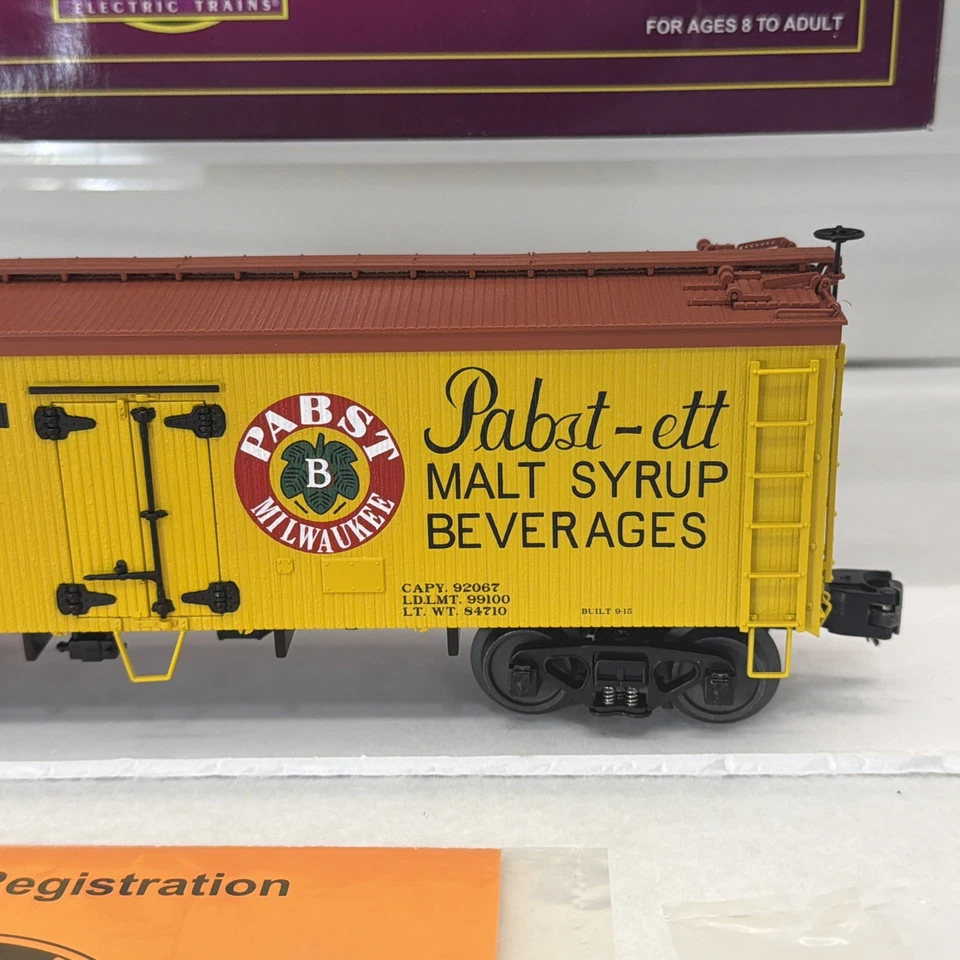 ELECTRIC TRAINS
FOR AGES 8 TO ADULT
PABST
B
MILWAUKEE
Pabst-ett
MALT SYRUP
BEVERAGES
CAPY. 92067
LD.LMT. 99100
LT. WT. 84710
BUILT 9-15
Registration